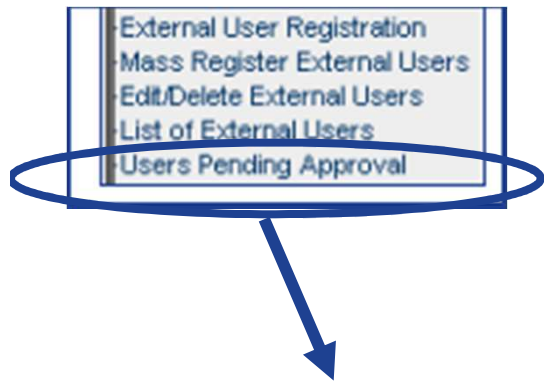 External User Registration
Mass Register External Users
Edit/Delete External Users
List of External Users
Users Pending Approval